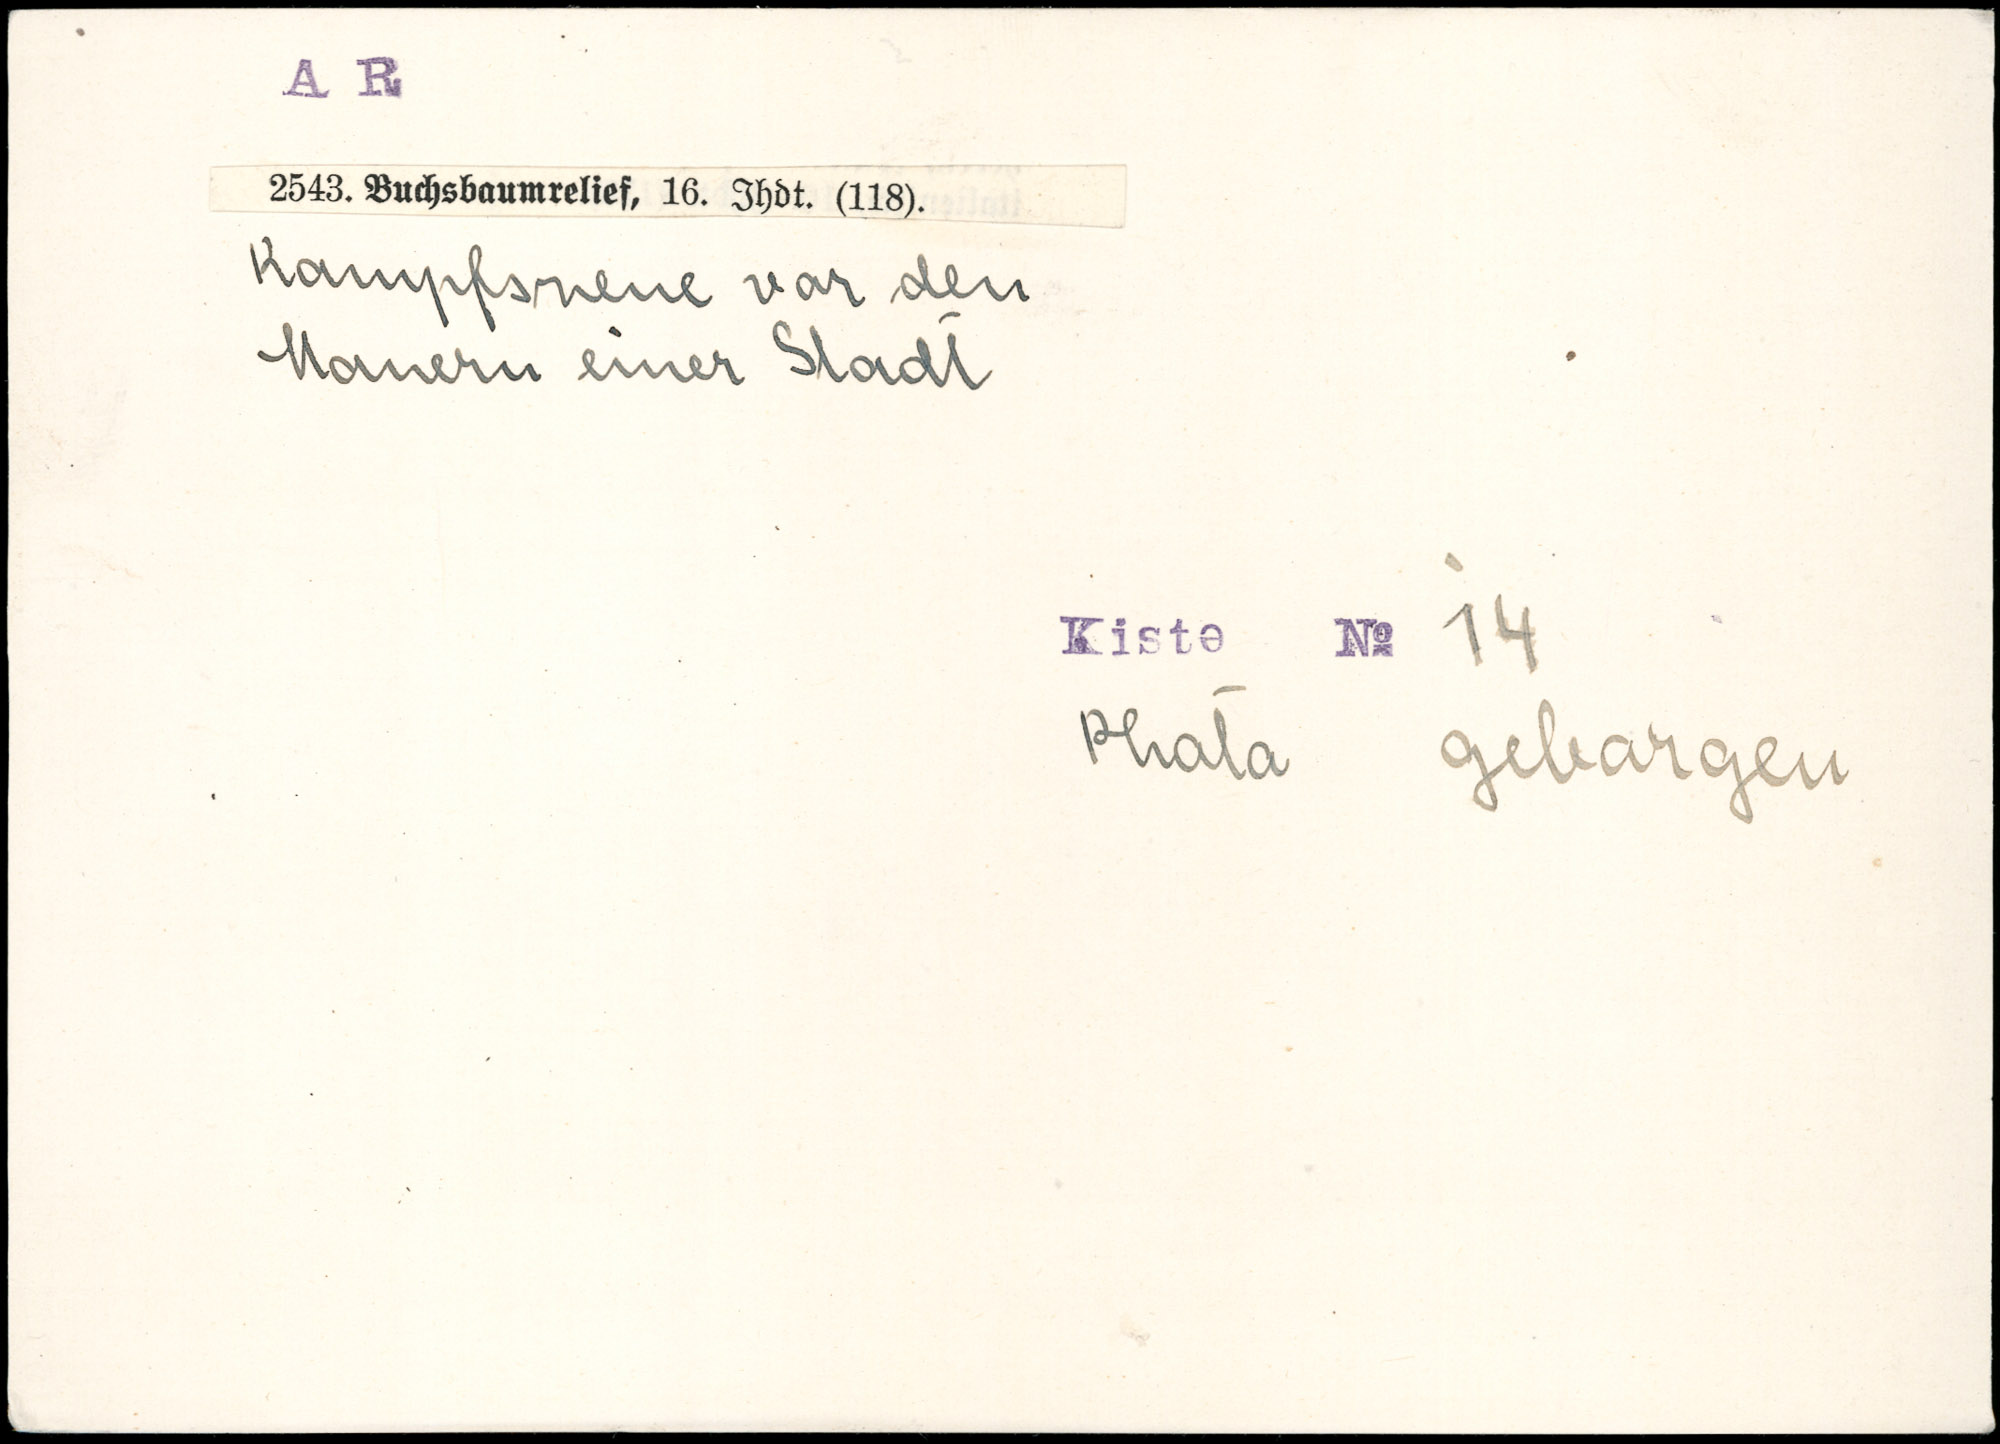 A R
2543. Buchsbaumrelief, 16. Jhdt. (118).
Kampfszene vor den
Mauern einer Stadt
Kiste № 14
Photo geborgen